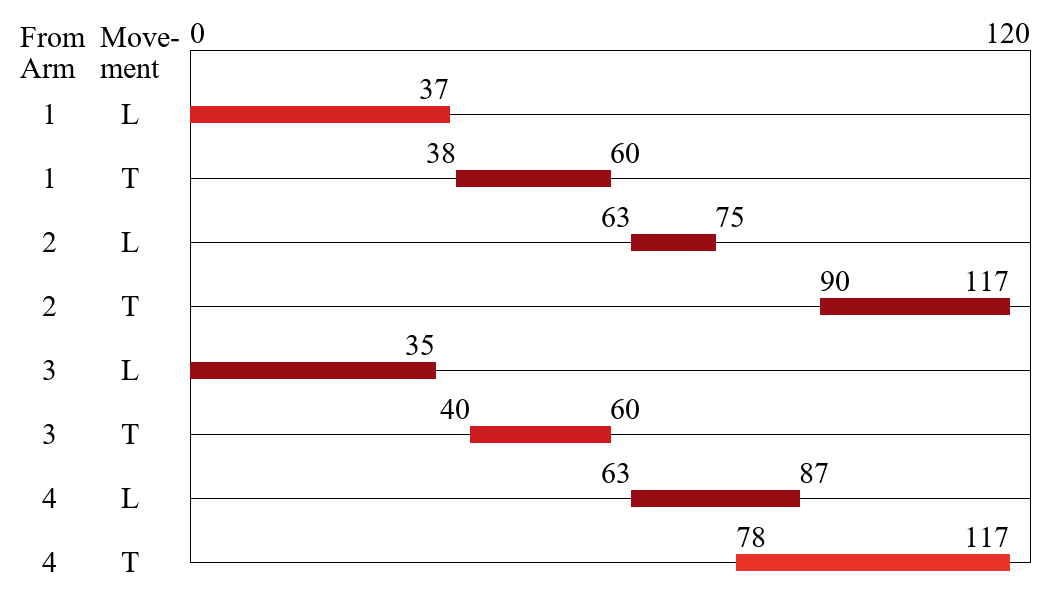 From Move- 0 120
Arm ment
37
1 L
38 60
1 T
63 75
2 L
90 117
2 T
35
3 L
40 60
3 T
63 87
4 L
78 117
4 T